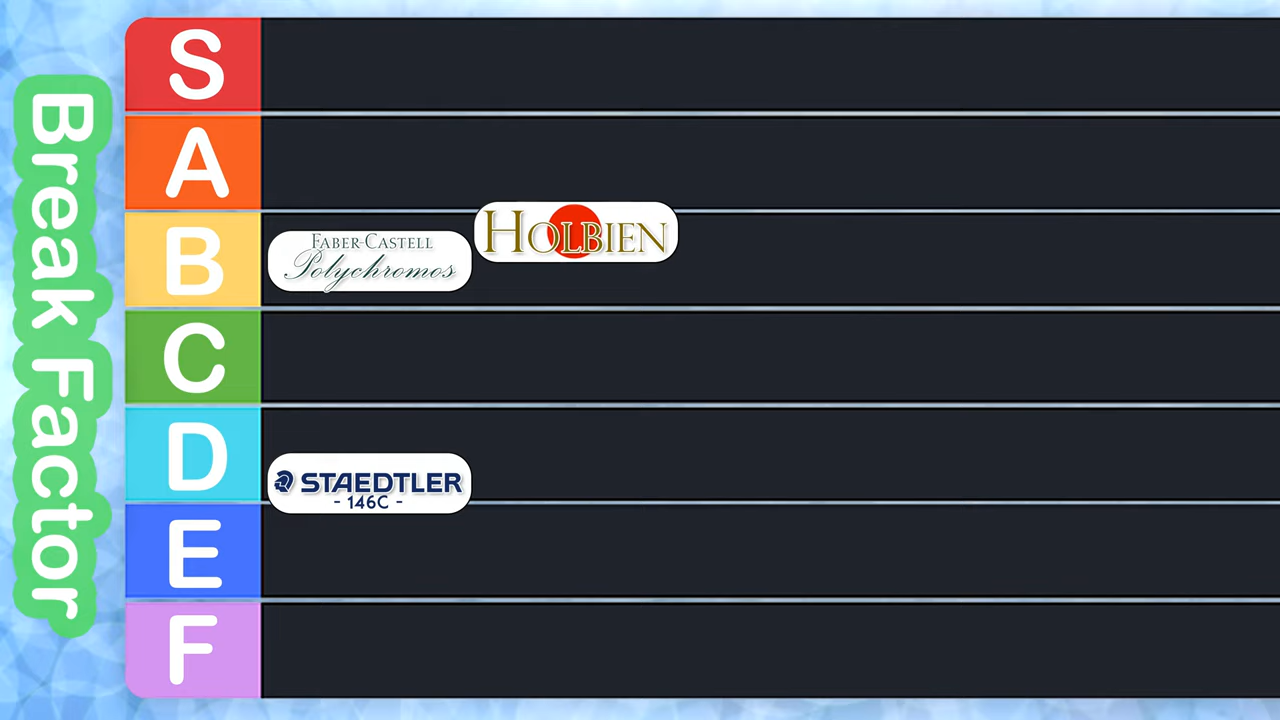 Break Factor
S
A
HOLBIEN
B
FABER-CASTELL
Polychromos
C
D
STAEDTLER
- 146C -
E
F